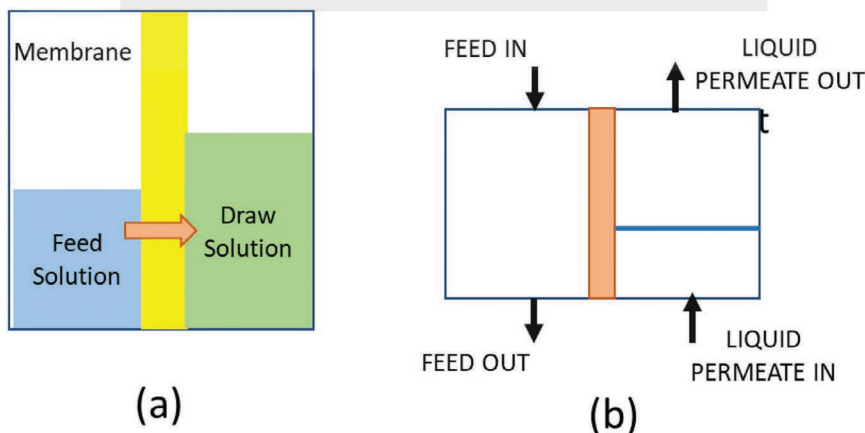 Membrane
Feed
Solution
Draw
Solution
(a)
FEED IN
LIQUID
PERMEATE OUT
t
FEED OUT
LIQUID
PERMEATE IN
(b)